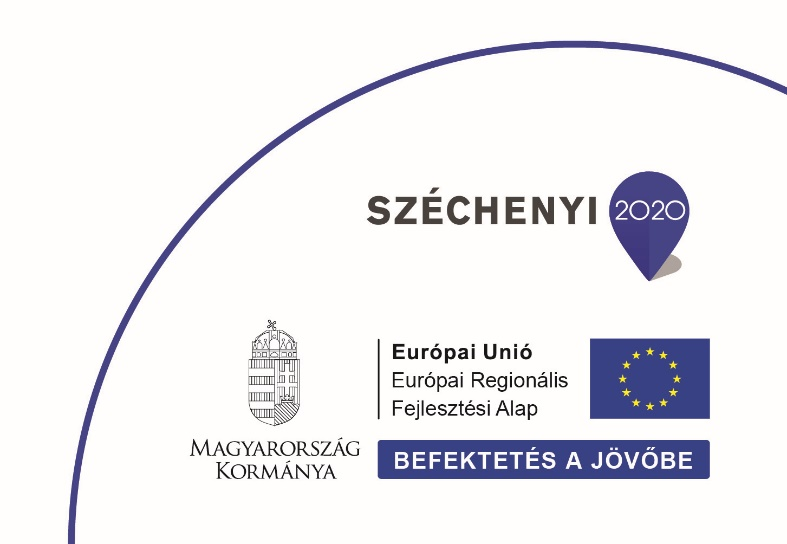 SZÉCHENYI 2020
Európai Unió
Európai Regionális
Fejlesztési Alap
MAGYARORSZÁG
KORMÁNYA
BEFEKTETÉS A JÖVŐBE